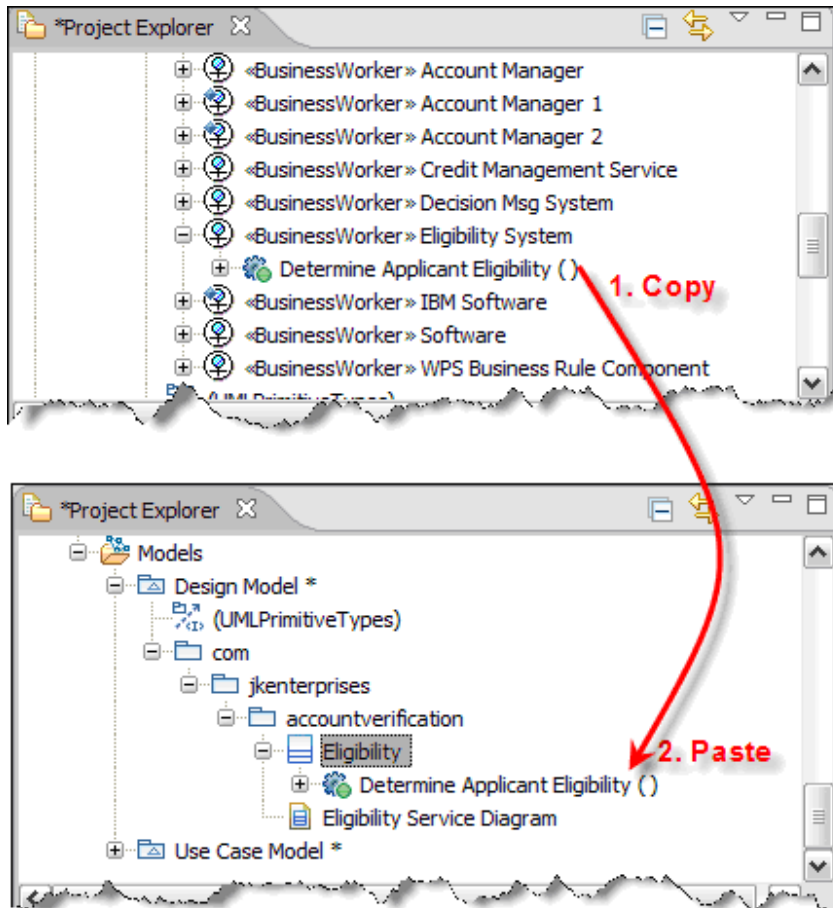 *Project Explorer
«BusinessWorker» Account Manager
«BusinessWorker» Account Manager 1
«BusinessWorker» Account Manager 2
«BusinessWorker» Credit Management Service
«BusinessWorker» Decision Msg System
«BusinessWorker» Eligibility System
Determine Applicant Eligibility ( )
1. Copy
«BusinessWorker» IBM Software
«BusinessWorker» Software
«BusinessWorker» WPS Business Rule Component
(UMLPrimitiveTypes)
*Project Explorer
Models
Design Model *
(UMLPrimitiveTypes)
com
jkenterprises
accountverification
Eligibility
2. Paste
Determine Applicant Eligibility ( )
Eligibility Service Diagram
Use Case Model *